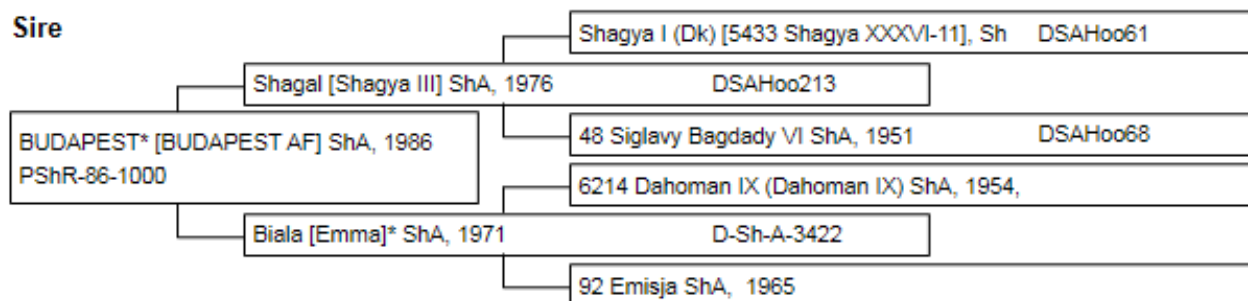 Sire
Shagya I (Dk) [5433 Shagya XXXVI-11], Sh DSAHoo61
Shagal [Shagya III] ShA, 1976 DSAHoo213
BUDAPEST* [BUDAPEST AF] ShA, 1986
PShR-86-1000
48 Siglavy Bagdady VI ShA, 1951 DSAHoo68
6214 Dahoman IX (Dahoman IX) ShA, 1954,
Biala [Emma]* ShA, 1971 D-Sh-A-3422
92 Emisja ShA, 1965